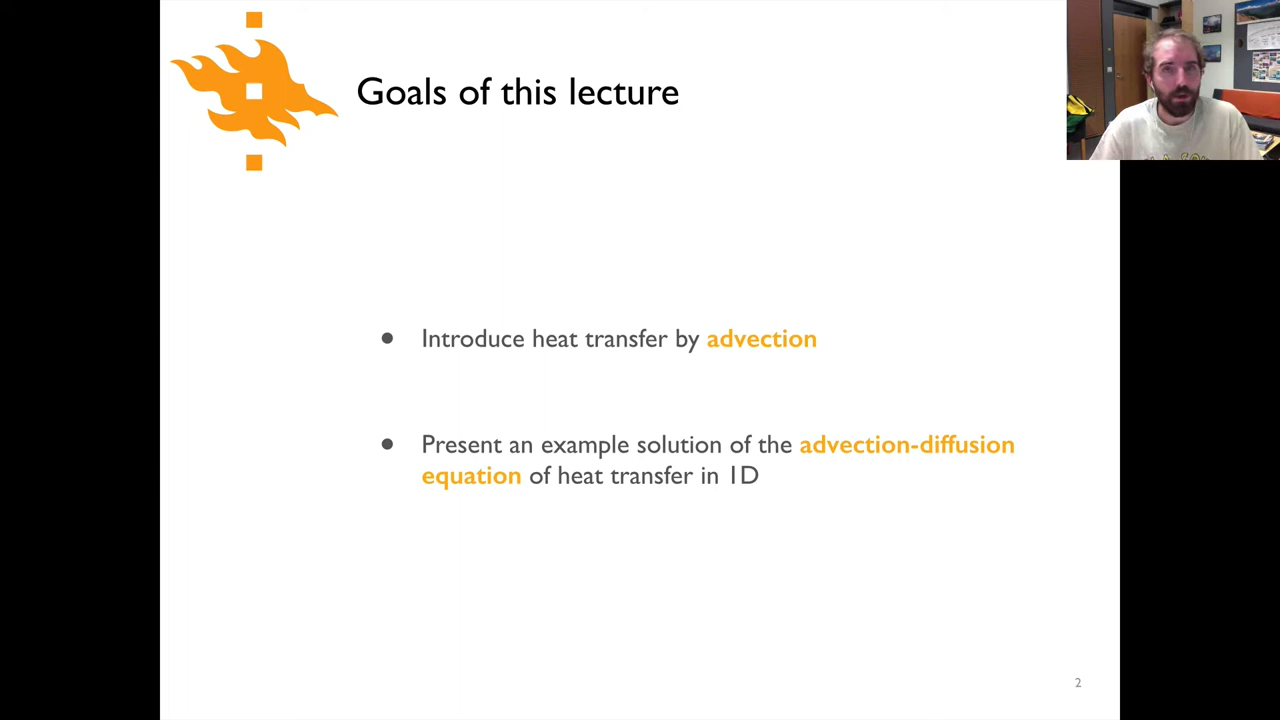 Goals of this lecture
● Introduce heat transfer by advection
● Present an example solution of the advection-diffusion
equation of heat transfer in 1D
2